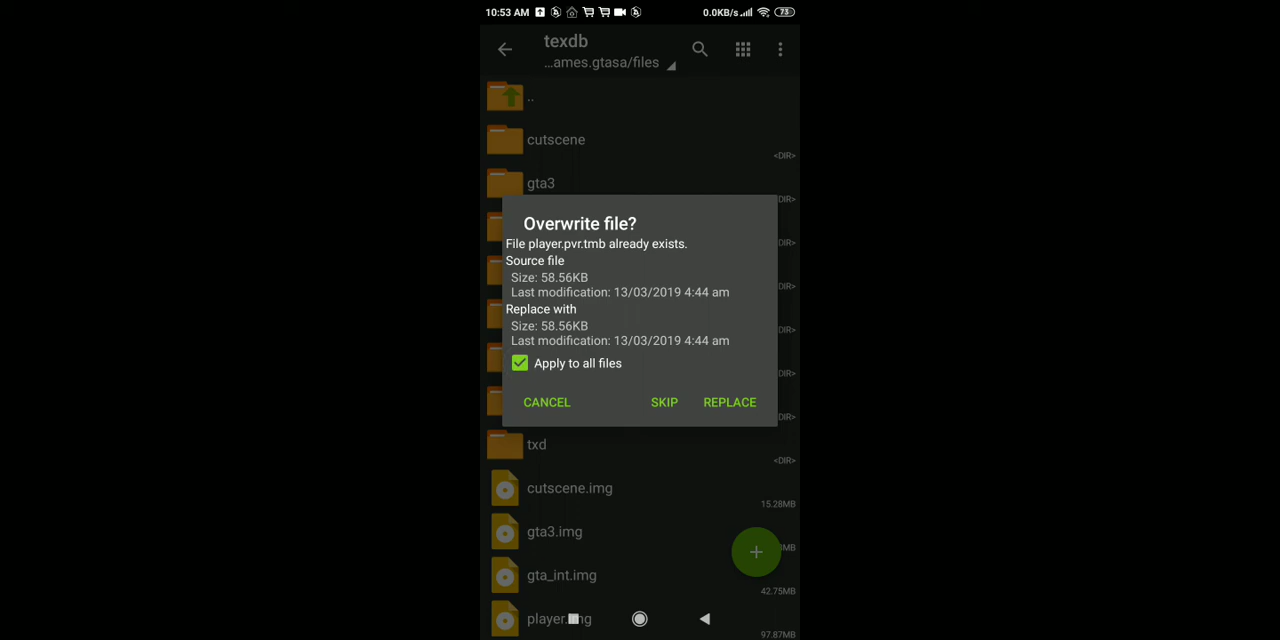 10:53 AM
0.0KB/s
73
texdb
...ames.gtasa/files
..
cutscene
<DIR>
gta3
DIR>
Overwrite file?
File player.pvr.tmb already exists.
DIR>
Source file
Size: 58.56KB
DIR>
Last modification: 13/03/2019 4:44 am
Replace with
Size: 58.56KB
DIR>
Last modification: 13/03/2019 4:44 am
Apply to all files
DIR>
CANCEL
SKIP
REPLACE
DIR>
txd
<DIR>
cutscene.img
15.28MB
gta3.img
MB
gta_int.img
42.75MB
97.87MB